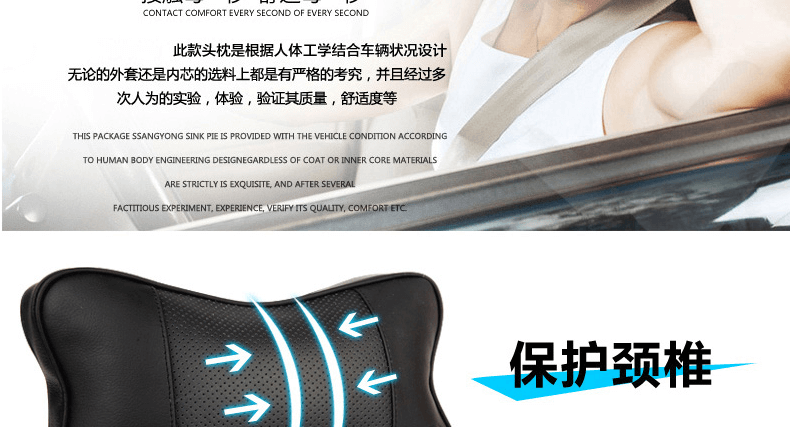 CONTACT COMFORT EVERY SECOND OF EVERY SECOND
此款头枕是根据人体工学结合车辆状况设计
无论的外套还是内芯的选料上都是有严格的考究，并且经过多
次人为的实验，体验，验证其质量，舒适度等
THIS PACKAGE SSANGYONG SINK PIE IS PROVIDED WITH THE VEHICLE CONDITION ACCORDING
TO HUMAN BODY ENGINEERING DESIGNEGARDLESS OF COAT OR INNER CORE MATERIALS
ARE STRICTLY IS EXQUISITE, AND AFTER SEVERAL
FACTITIOUS EXPERIMENT, EXPERIENCE, VERIFY ITS QUALITY, COMFORT ETC.
保护颈椎